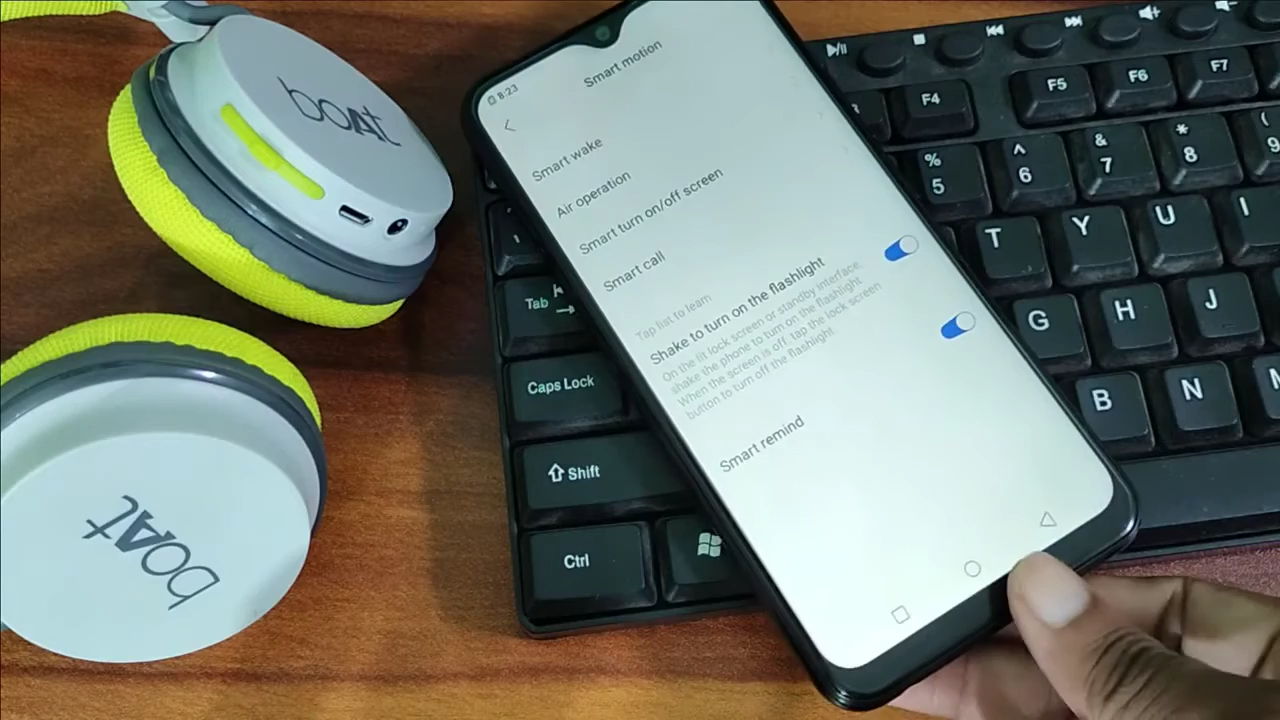 boAt
boAt
8:23
Smart motion
Smart wake
Air operation
Smart turn on/off screen
Smart call
Tap list to learn
Shake to turn on the flashlight
On the lit lock screen or standby interface,
shake the phone to turn on the flashlight.
When the screen is off, tap the lock screen
button to turn off the flashlight.
Smart remind
F4
F5
F6
F7
%
5
^
6
&
7
*
8
(
9
T
Y
U
I
G
H
J
B
N
Tab
Caps Lock
Shift
Ctrl